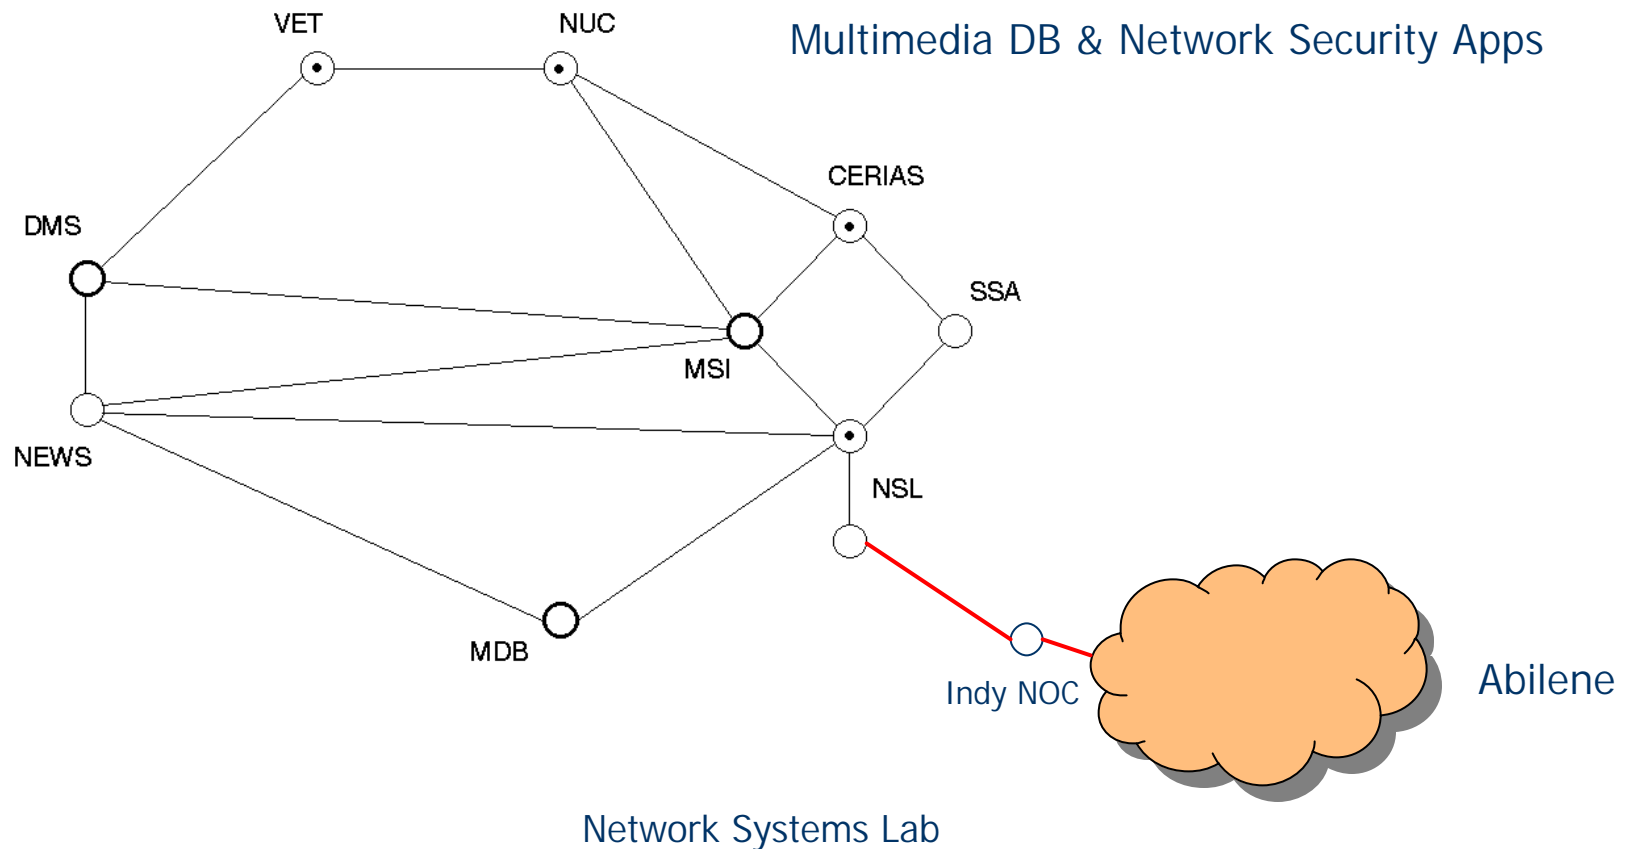 VET
NUC
Multimedia DB & Network Security Apps
CERIAS
DMS
SSA
MSI
NEWS
NSL
MDB
Indy NOC
Abilene
Network Systems Lab